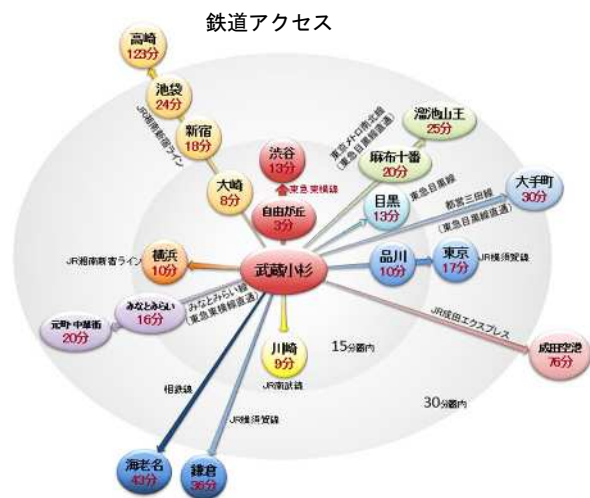 鉄道アクセス
高崎
123分
池袋
24分
JR湘南新宿ライン
新宿
18分
大崎
8分
渋谷
13分
東急東横線
自由が丘
3分
溜池山王
25分
東京メトロ南北線
(東急目黒線直通)
麻布十番
20分
東急目黒線
目黒
13分
大手町
30分
都営三田線
(東急目黒線直通)
武蔵小杉
横浜
10分
JR湘南新宿ライン
品川
10分
東京
17分
JR横須賀線
みなとみらい
16分
みなとみらい線
(東急東横線直通)
元町・中華街
20分
川崎
9分
JR南武線
15分圏内
JR成田エクスプレス
成田空港
76分
30分圏内
相鉄線
JR横須賀線
海老名
43分
鎌倉
36分